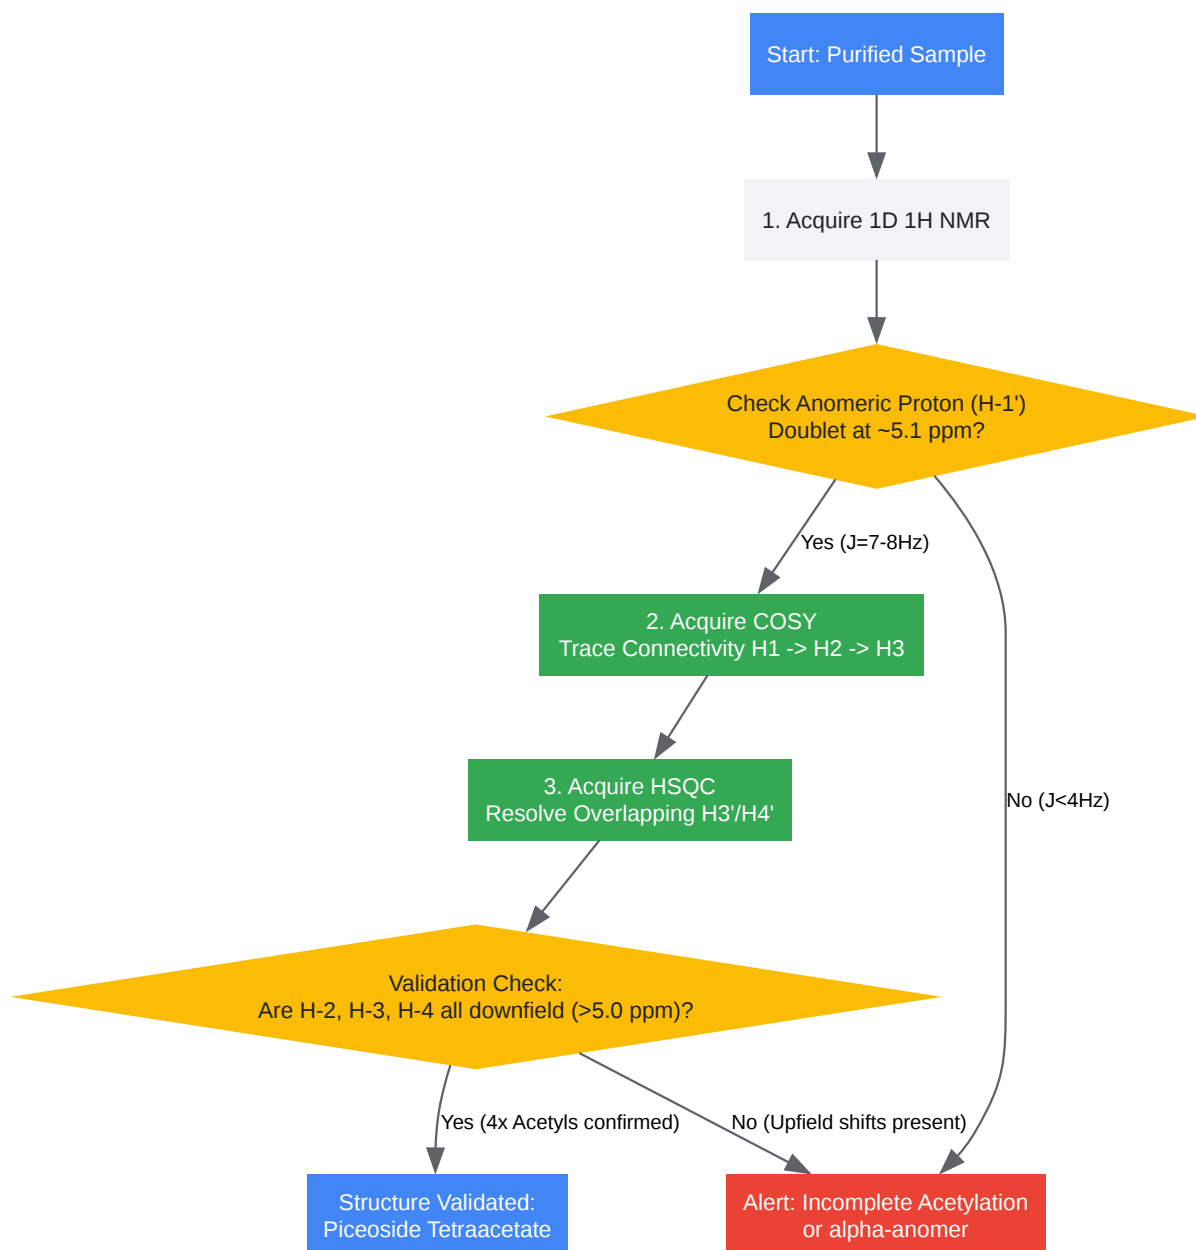 Start: Purified Sample
1. Acquire 1D 1H NMR
Check Anomeric Proton (H-1')
Doublet at ~5.1 ppm?
Yes (J=7-8Hz)
2. Acquire COSY
Trace Connectivity H1 -> H2 -> H3
3. Acquire HSQC
Resolve Overlapping H3'/H4'
No (J<4Hz)
Validation Check:
Are H-2, H-3, H-4 all downfield (>5.0 ppm)?
Yes (4x Acetyls confirmed)
No (Upfield shifts present)
Structure Validated:
Piceoside Tetraacetate
Alert: Incomplete Acetylation
or alpha-anomer